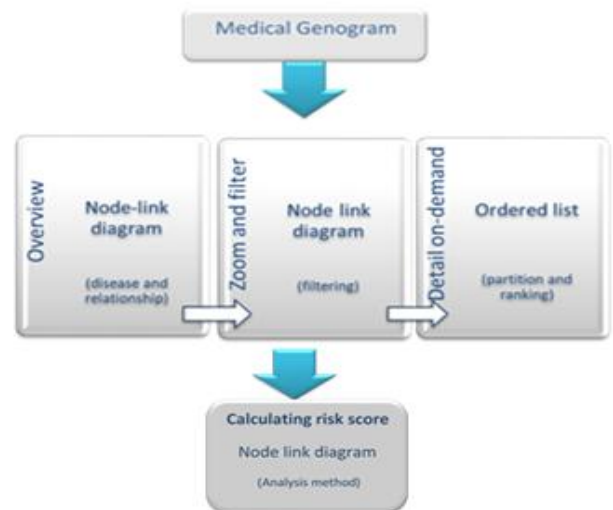 Medical Genogram
Overview
Node-link
diagram
(disease and
relationship)
Zoom and filter
Node link
diagram
(filtering)
Detail on-demand
Ordered list
(partition and
ranking)
Calculating risk score
Node link diagram
(Analysis method)